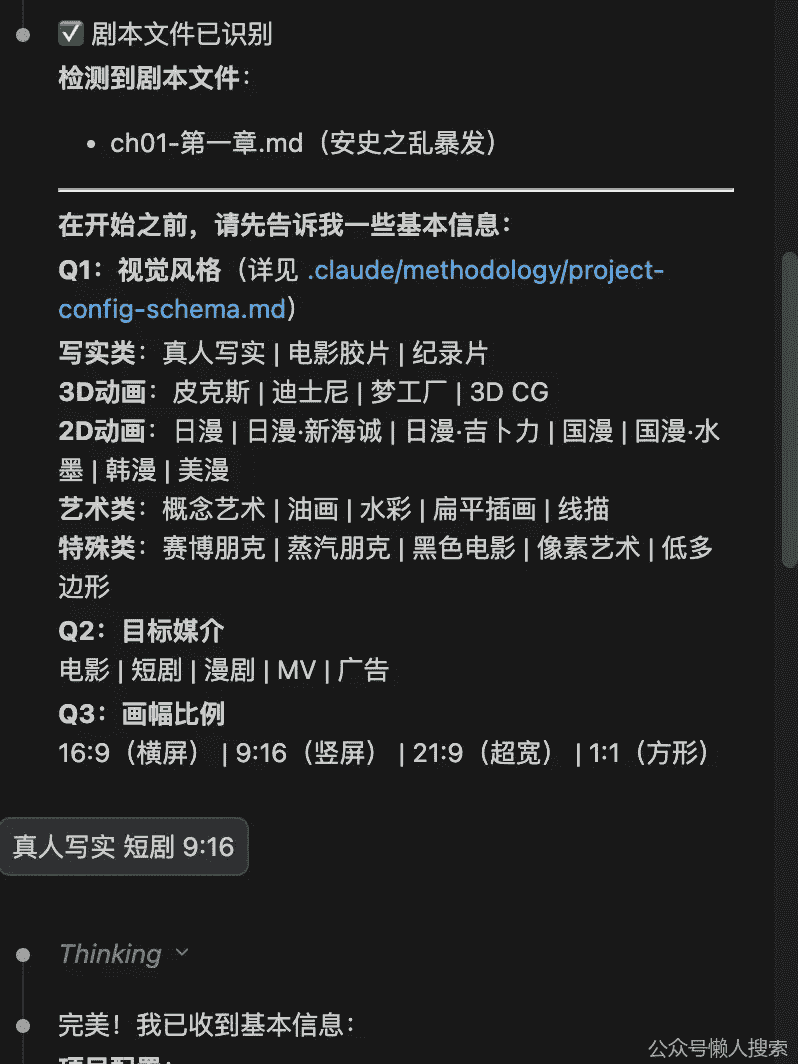 剧本文件已识别
检测到剧本文件：
• ch01-第一章.md（安史之乱暴发）
在开始之前，请先告诉我一些基本信息：
Q1：视觉风格（详见 .claude/methodology/project-
config-schema.md）
写实类：真人写实 | 电影胶片 | 纪录片
3D动画：皮克斯 | 迪士尼 | 梦工厂 | 3D CG
2D动画：日漫 | 日漫·新海诚 | 日漫·吉卜力 | 国漫 | 国漫·水
墨 | 韩漫 | 美漫
艺术类：概念艺术 | 油画 | 水彩 | 扁平插画 | 线描
特殊类：赛博朋克 | 蒸汽朋克 | 黑色电影 | 像素艺术 | 低多
边形
Q2：目标媒介
电影 | 短剧 | 漫剧 | MV | 广告
Q3：画幅比例
16:9（横屏） | 9:16（竖屏） | 21:9（超宽） | 1:1（方形）
真人写实 短剧 9:16
Thinking
完美！我已收到基本信息：
项目配置：
公众号懒人搜索